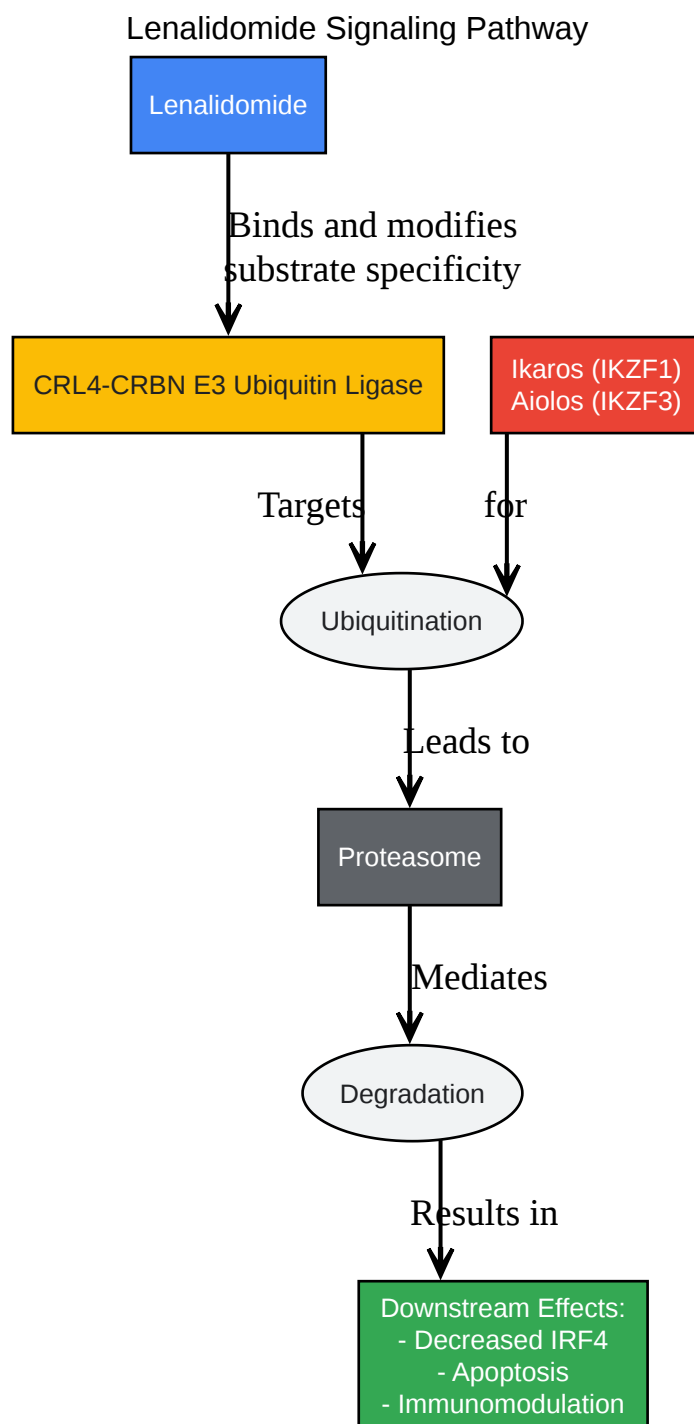 Lenalidomide Signaling Pathway
Lenalidomide
Binds and modifies
substrate specificity
CRL4-CRBN E3 Ubiquitin Ligase
Ikaros (IKZF1)
Aiolos (IKZF3)
Targets
for
Ubiquitination
Leads to
Proteasome
Mediates
Degradation
Results in
Downstream Effects:
- Decreased IRF4
- Apoptosis
- Immunomodulation